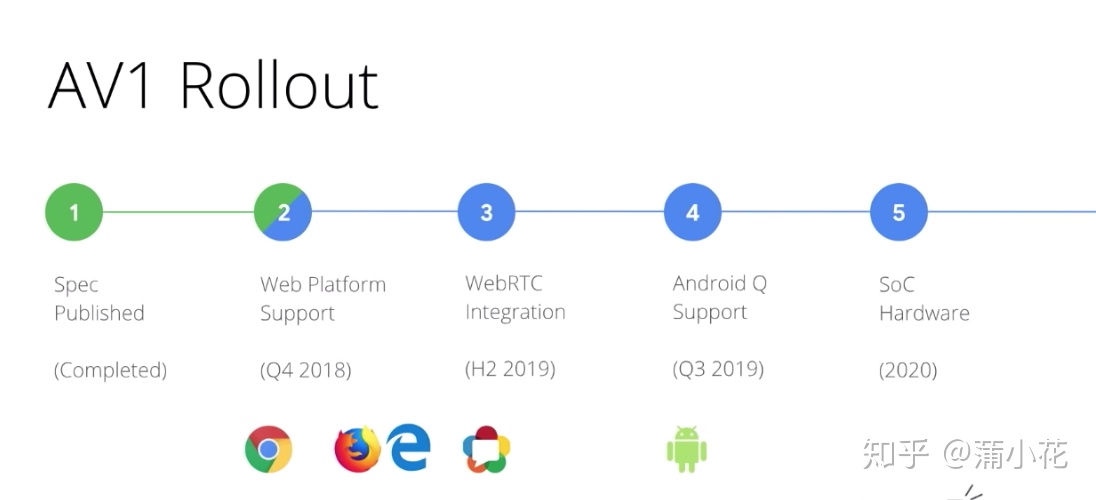 AV1 Rollout
1
2
3
4
5
Spec
Published
(Completed)
Web Platform
Support
(Q4 2018)
WebRTC
Integration
(H2 2019)
Android Q
Support
(Q3 2019)
SoC
Hardware
(2020)
知乎 @蒲小花